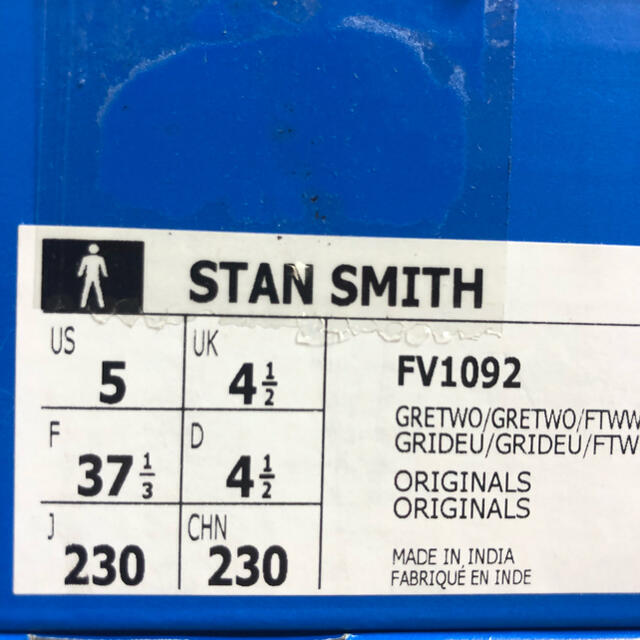 STAN SMITH
US 5 UK 4 1/2
F 37 1/3 D 4 1/2
J 230 CHN 230
FV1092
GRETWO/GRETWO/FTWW
GRIDEU/GRIDEU/FTW
ORIGINALS
ORIGINALS
MADE IN INDIA
FABRIQUÉ EN INDE